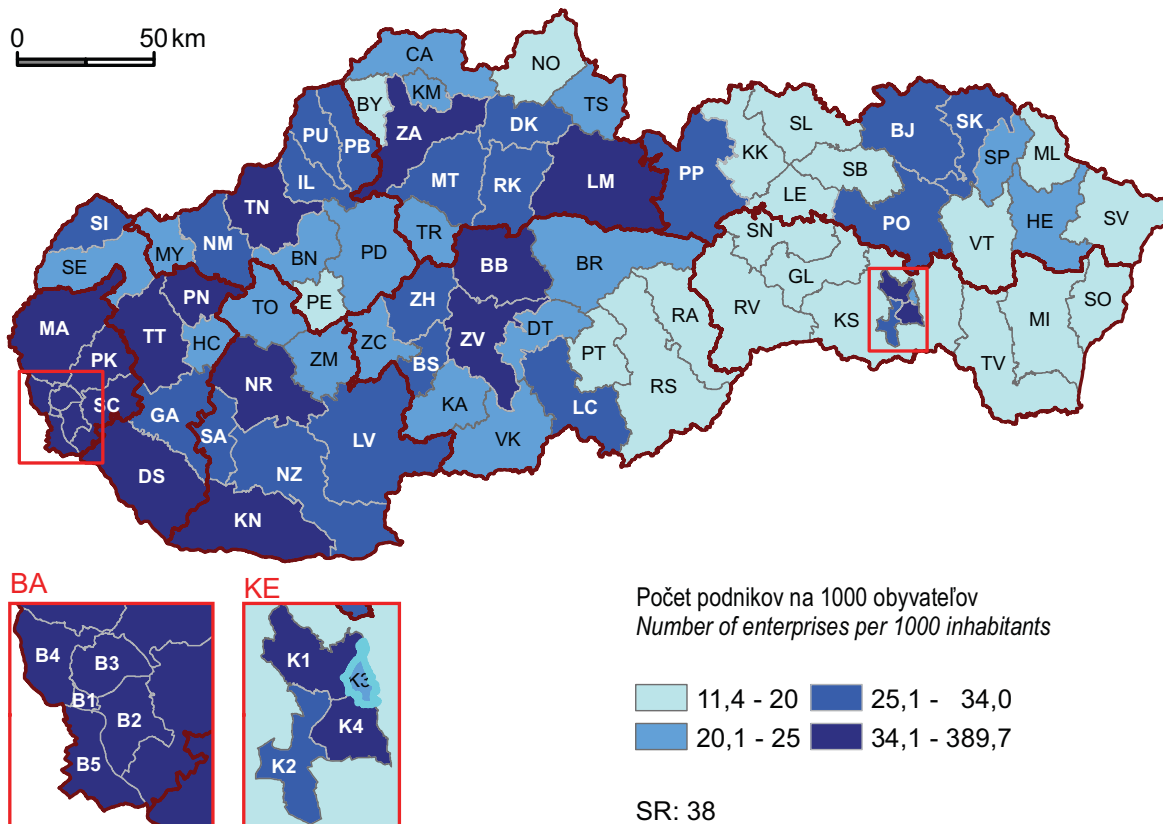 0 50 km
CA
NO
BY
KM
TS
ZA
DK
PU
PB
SL
BJ
SK
KK
SP
ML
IL
MT
RK
LM
PP
SB
LE
TN
SI
PO
HE
SV
NM
TR
MY
SN
VT
SE
BN
PD
BB
BR
GL
PN
TO
PE
ZH
SO
MA
RV
RA
KS
MI
TT
HC
ZM
ZC
ZV
DT
PK
BS
PT
TV
NR
RS
SC
GA
KA
LC
SA
LV
VK
DS
NZ
KN
BA
KE
B4
B3
B1
B2
B5
K1
K3
K4
K2
Počet podnikov na 1000 obyvateľov
Number of enterprises per 1000 inhabitants
11,4 - 20 25,1 - 34,0
20,1 - 25 34,1 - 389,7
SR: 38